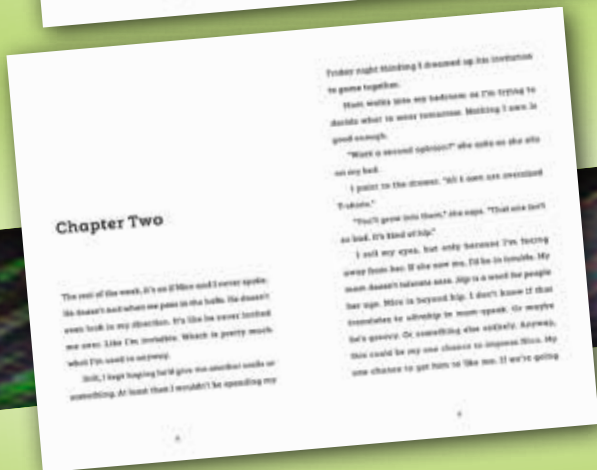 Chapter Two
The rest of the week, it's as if Nico and I never spoke.
He doesn't nod when we pass in the halls. He doesn't
even look in my direction. It's like he never invited
me over. Like I'm invisible. Which is pretty much
what I'm used to anyway.
Still, I kept hoping he'd give me another smile or
something. At least then I wouldn't be spending my
Friday night thinking I dreamed up his invitation
to game together.
Mom walks into my bedroom as I'm trying to
decide what to wear tomorrow. Nothing I own is
good enough.
"Want a second opinion?" she asks as she sits
on my bed.
I point to the drawer. "All I own are oversized
T-shirts."
"You'll grow into them," she says. "That one isn't
so bad. It's kind of hip."
I roll my eyes, but only because I'm facing
away from her. If she saw me, I'd be in trouble. My
mom doesn't tolerate sass. Hip is a word for people
her age. Nico is beyond hip. I don't know if that
translates to in mom-speak. Or maybe
he's groovy. Or something else entirely. Anyway,
this could be my one chance to impress Nico. My
one chance to get him to like me. If we're going